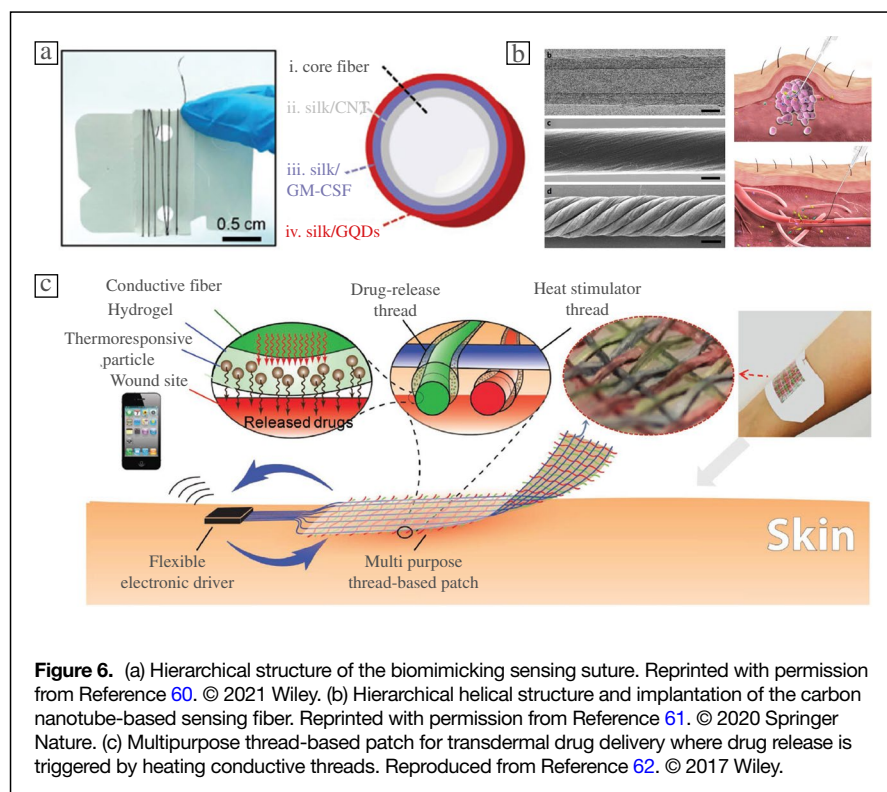 a
i. core fiber
ii. silk/CNT
iii. silk/
GM-CSF
iv. silk/GQDs
0.5 cm
b
b
c
d
c
Conductive fiber
Hydrogel
Thermoresponsive
particle
Wound site
Released drugs
Drug-release
thread
Heat stimulator
thread
Skin
Flexible
electronic driver
Multi purpose
thread-based patch
Figure 6. (a) Hierarchical structure of the biomimicking sensing suture. Reprinted with permission
from Reference 60. © 2021 Wiley. (b) Hierarchical helical structure and implantation of the carbon
nanotube-based sensing fiber. Reprinted with permission from Reference 61. © 2020 Springer
Nature. (c) Multipurpose thread-based patch for transdermal drug delivery where drug release is
triggered by heating conductive threads. Reproduced from Reference 62. © 2017 Wiley.